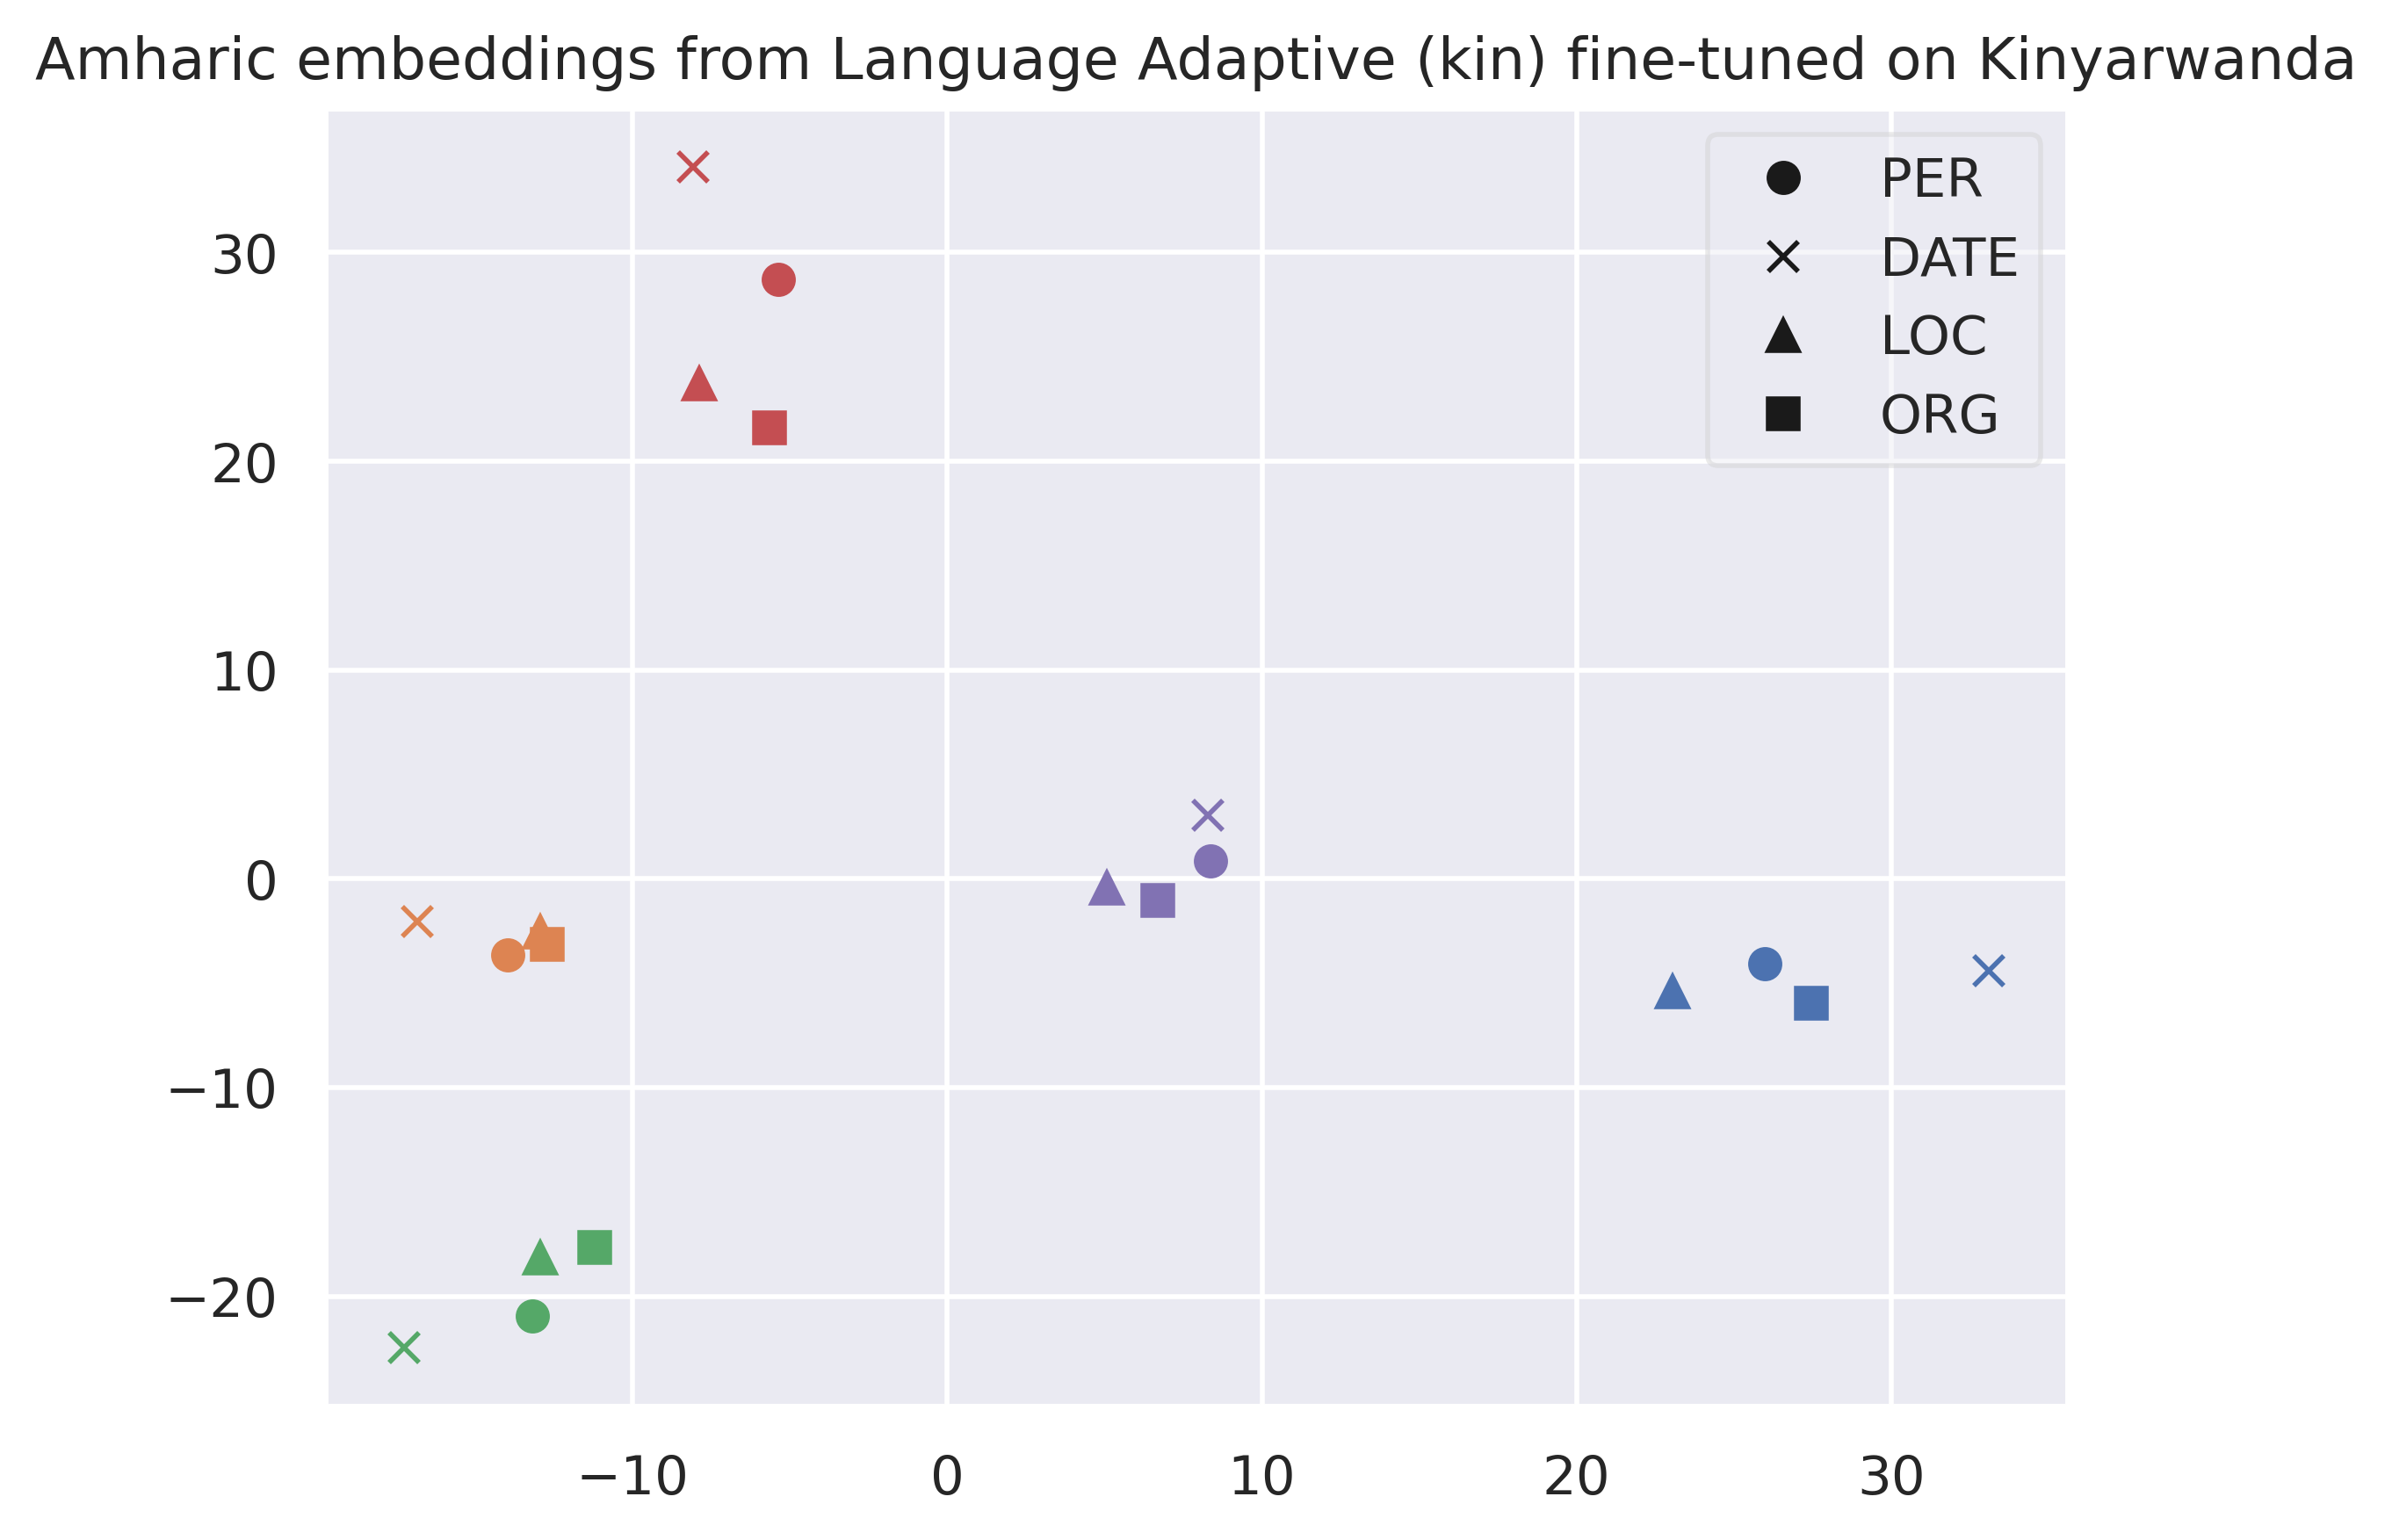 Amharic embeddings from Language Adaptive (kin) fine-tuned on Kinyarwanda
PER
DATE
LOC
ORG
30
20
10
0
−10
−20
−10 0 10 20 30